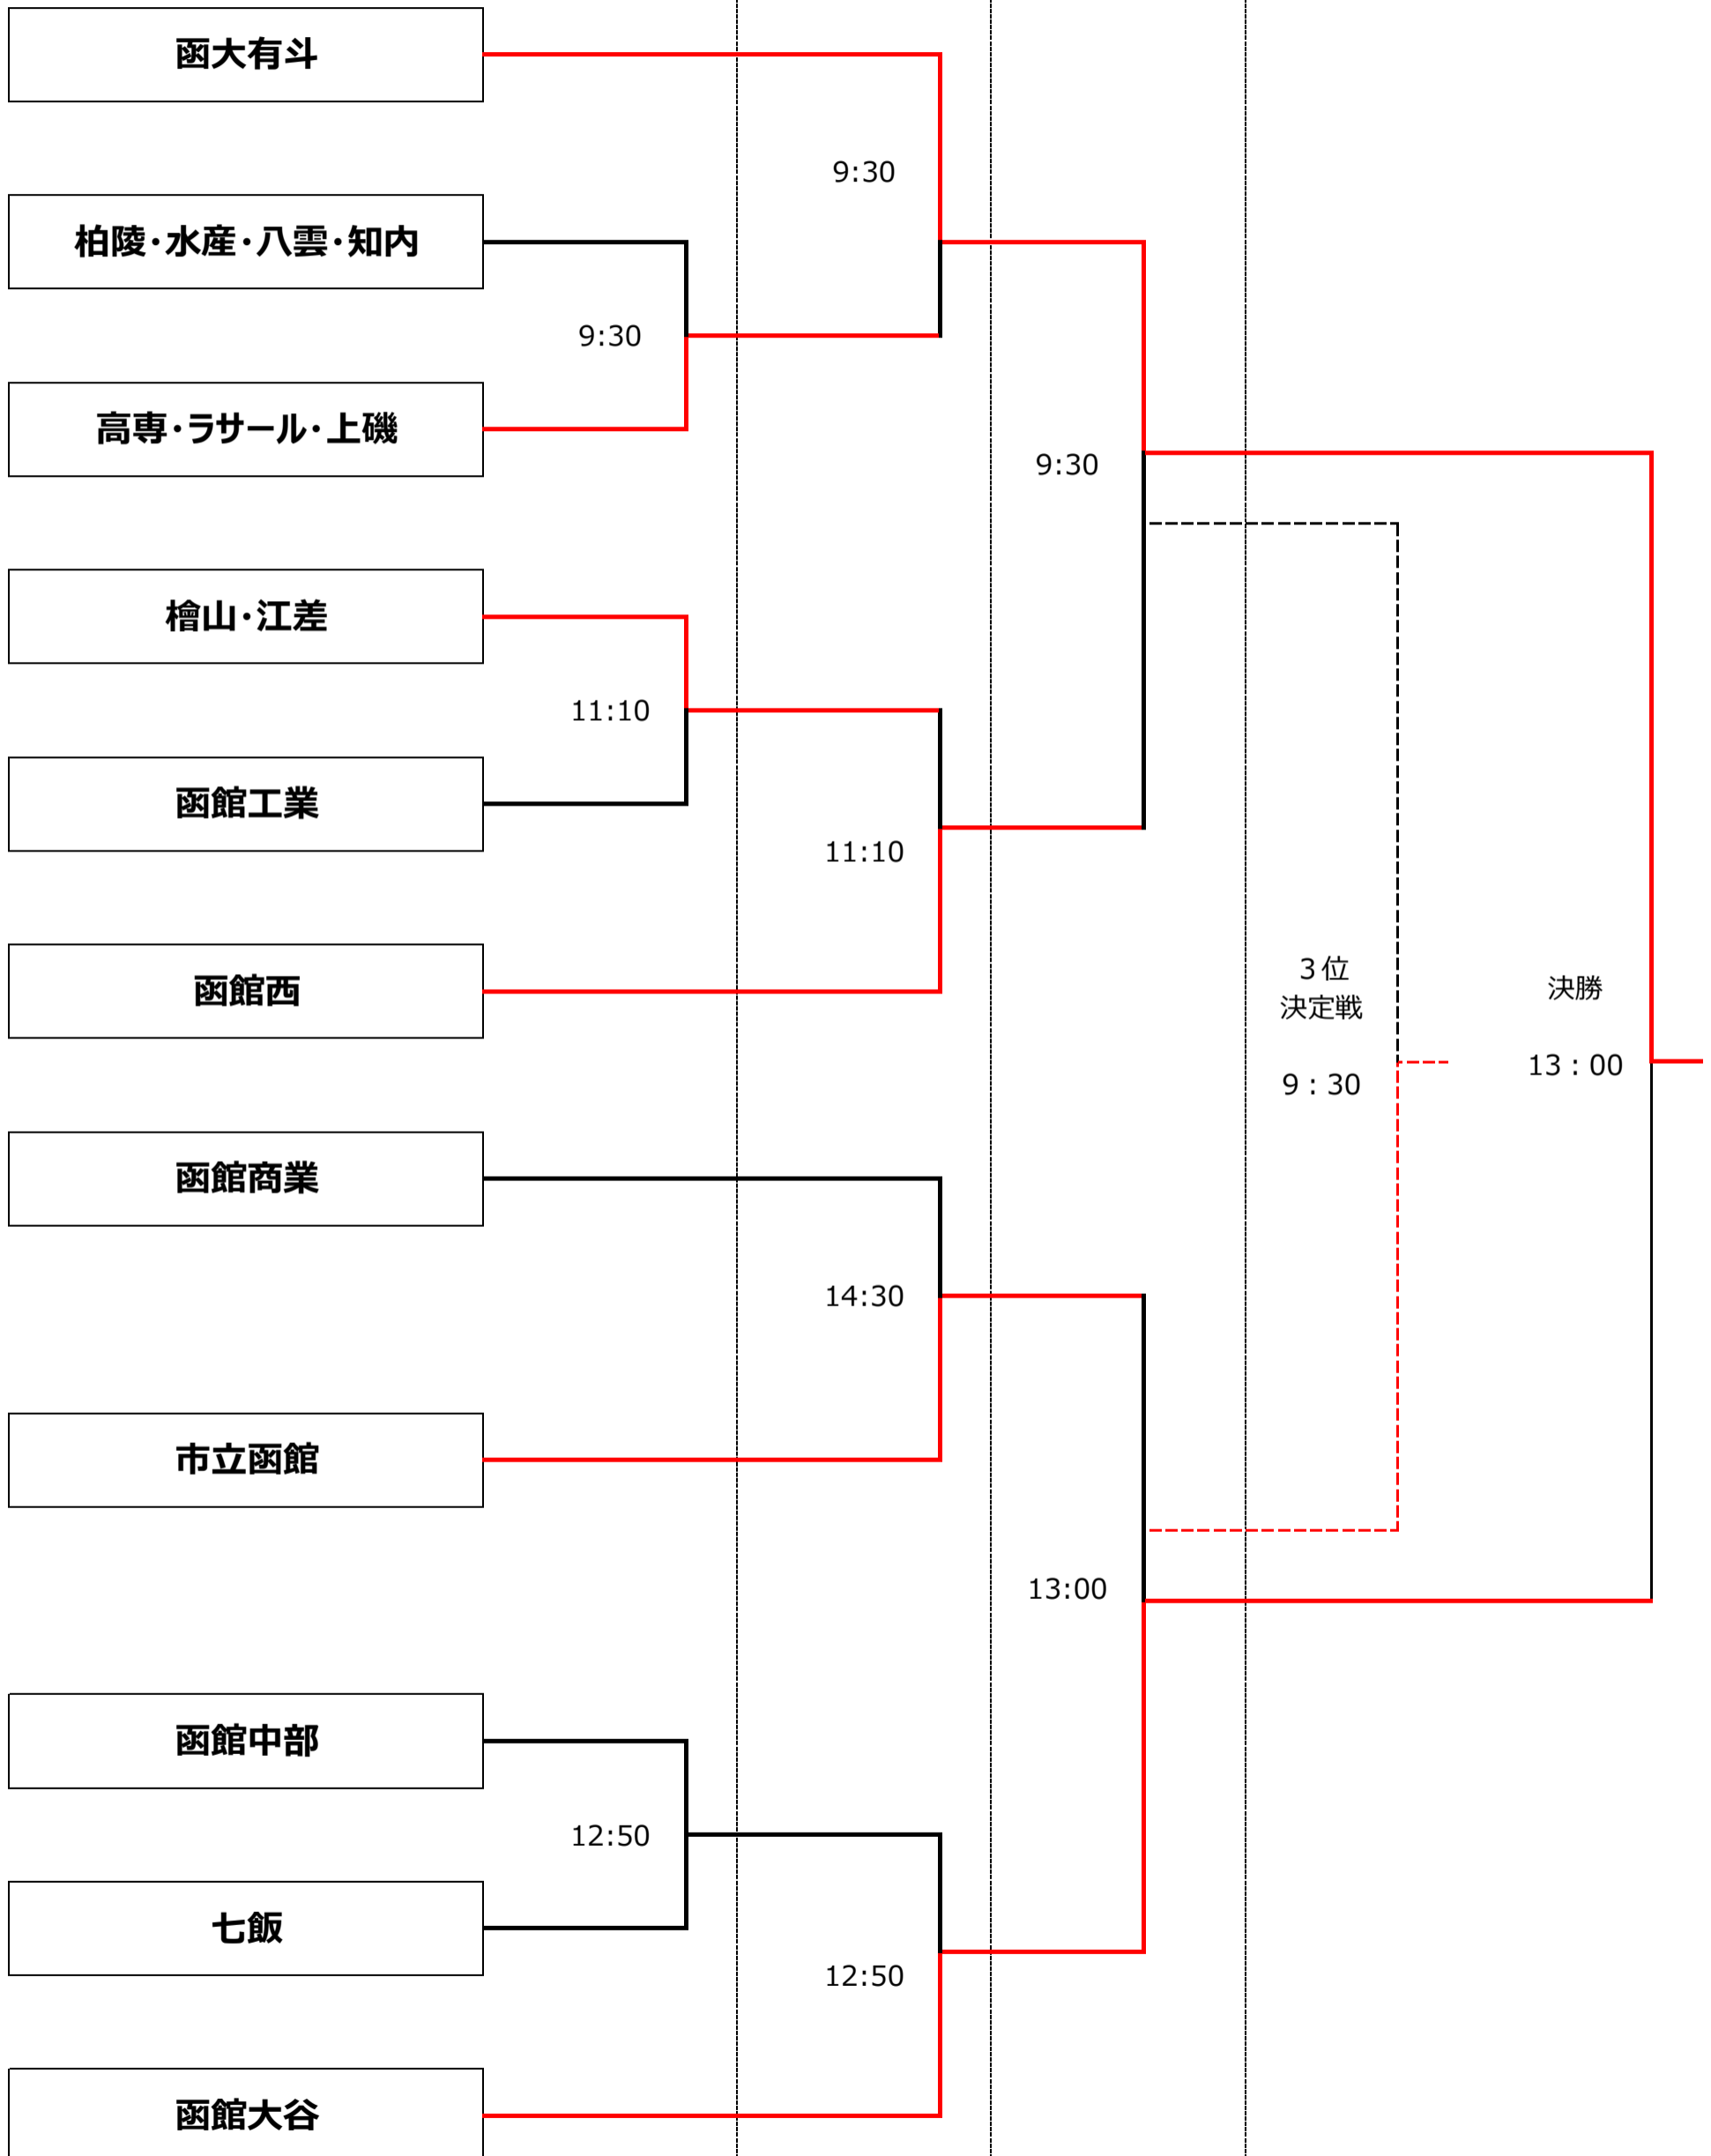 函大有斗
9:30
柏陵・水産・八雲・知内
9:30
高専・ラサール・上磯
9:30
檜山・江差
11:10
函館工業
11:10
函館西
３位
決定戦
9：30
決勝
13：00
函館商業
14:30
市立函館
13:00
函館中部
12:50
七飯
12:50
函館大谷